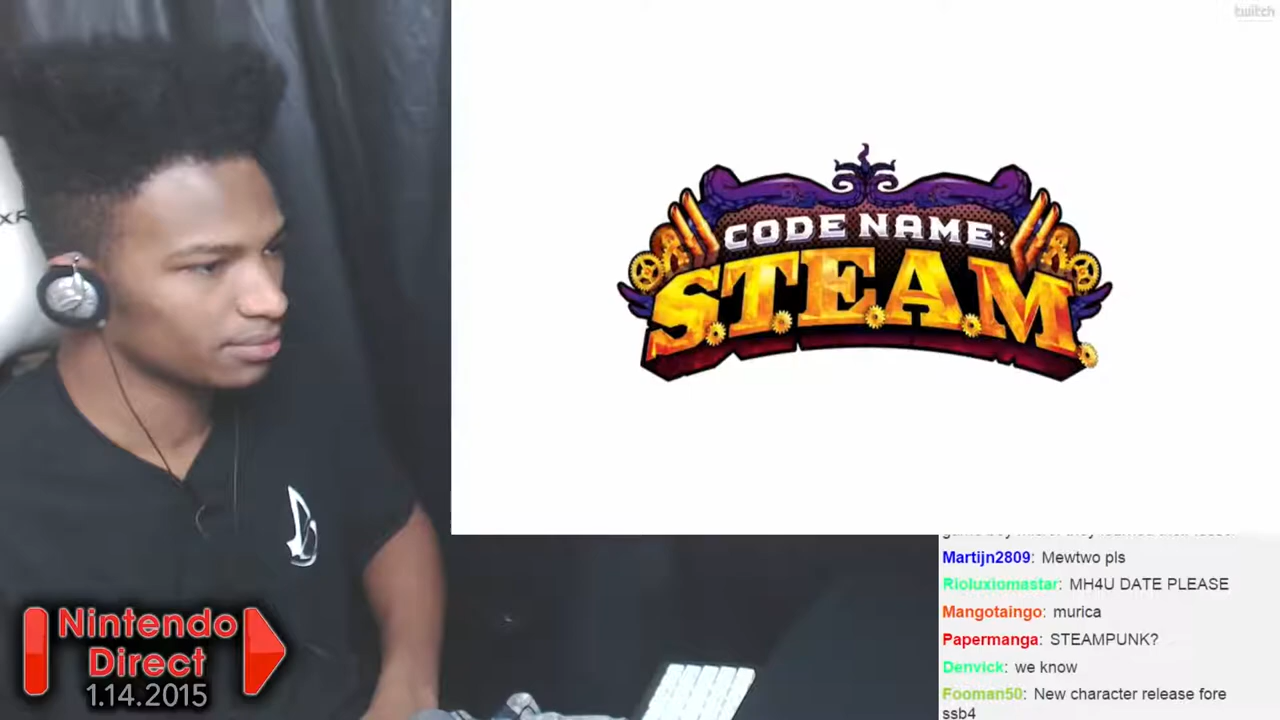 twitch
XR
CODE NAME:
S.T.E.A.M.
Martijn2809: Mewtwo pls
Rioluxiomastar: MH4U DATE PLEASE
Mangotaingo: murica
Papermanga: STEAMPUNK?
Denvick: we know
Fooman50: New character release fore
ssb4
Nintendo
Direct
1.14.2015